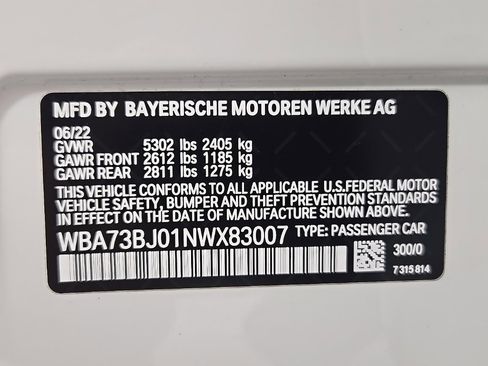 MFD BY BAYERISCHE MOTOREN WERKE AG
06/22
GVWR 5302 lbs 2405 kg
GAWR FRONT 2612 lbs 1185 kg
GAWR REAR 2811 lbs 1275 kg
THIS VEHICLE CONFORMS TO ALL APPLICABLE U.S.FEDERAL MOTOR
VEHICLE SAFETY, BUMPER AND THEFT PREVENTION STANDARDS
IN EFFECT ON THE DATE OF MANUFACTURE SHOWN ABOVE.
WBA73BJ01NWX83007 TYPE: PASSENGER CAR
300/0
7 315 814